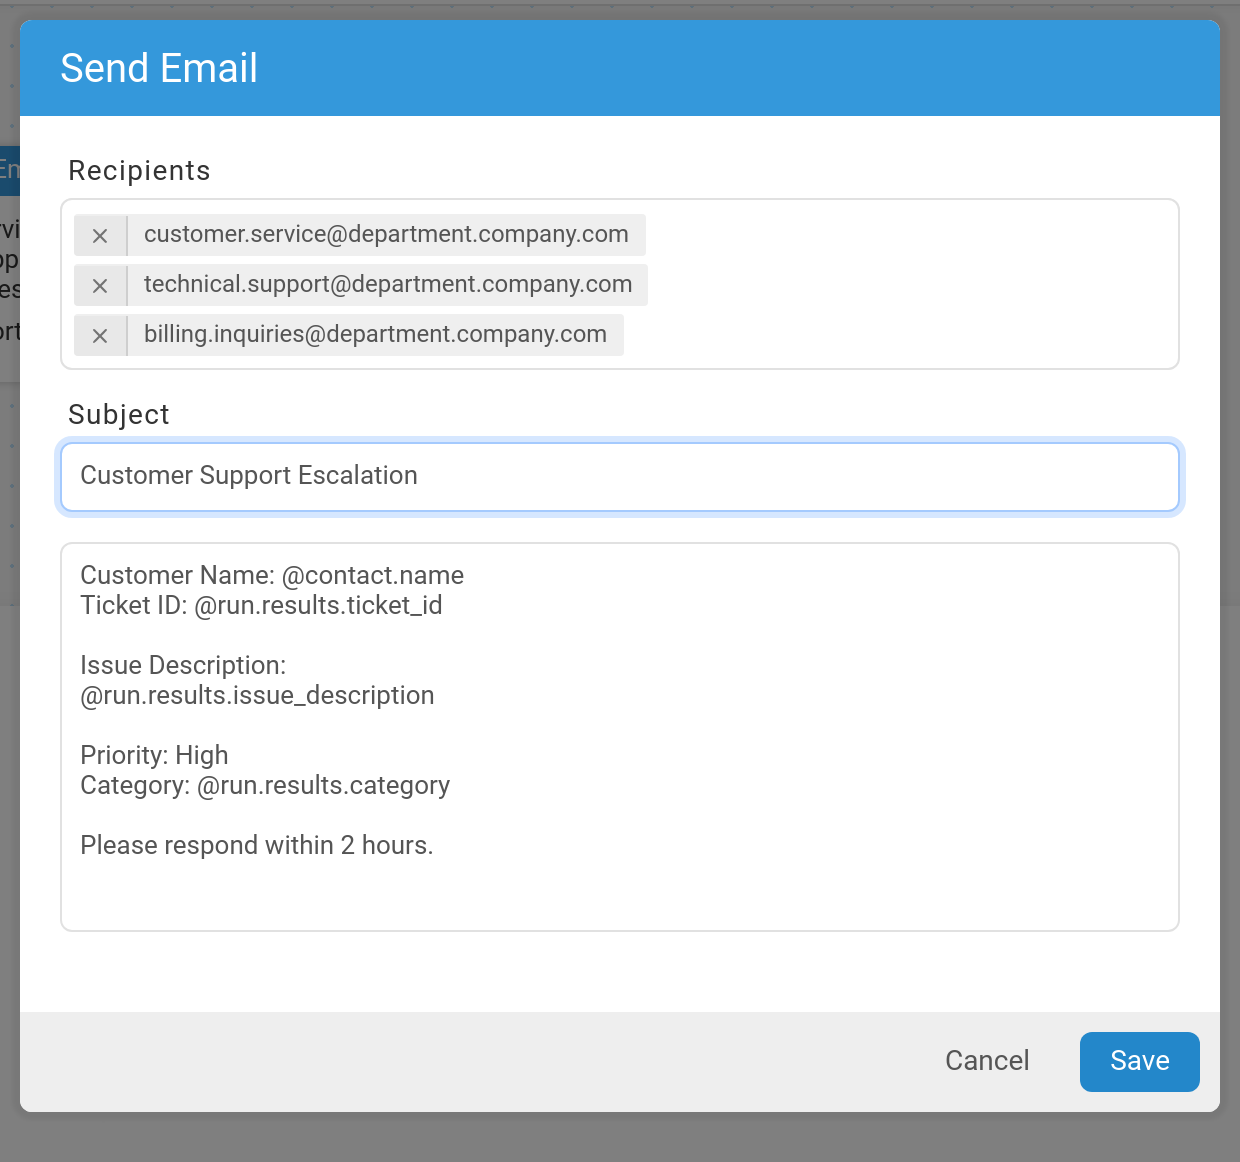 Send Email
Recipients
customer.service@department.company.com
technical.support@department.company.com
billing.inquiries@department.company.com
Subject
Customer Support Escalation
Customer Name: @contact.name
Ticket ID: @run.results.ticket_id
Issue Description:
@run.results.issue_description
Priority: High
Category: @run.results.category
Please respond within 2 hours.
Cancel
Save